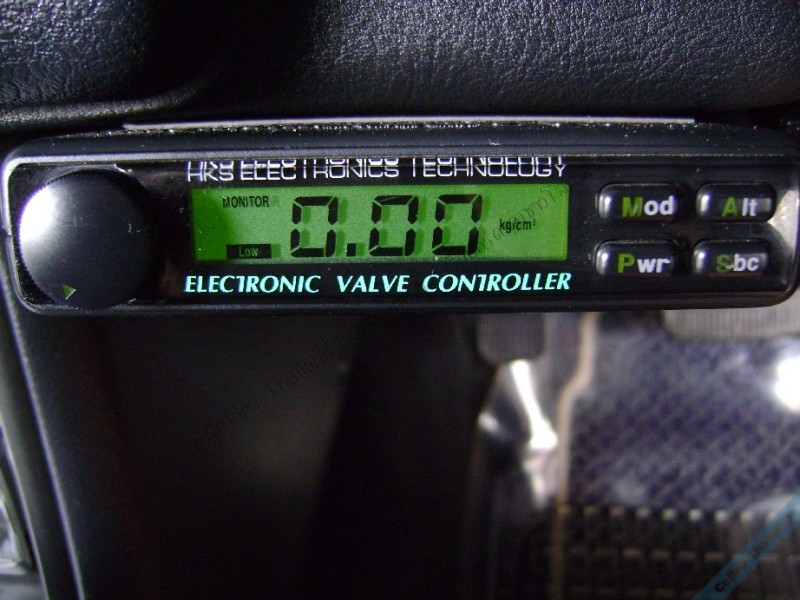 HKS ELECTRONICS TECHNOLOGY
MONITOR
0.00 kg/cm²
Low
ELECTRONIC VALVE CONTROLLER
Mod Alt
Pwr Sbc